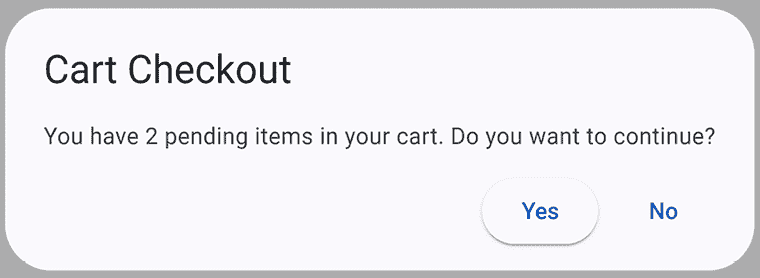 Cart Checkout
You have 2 pending items in your cart. Do you want to continue?
Yes No